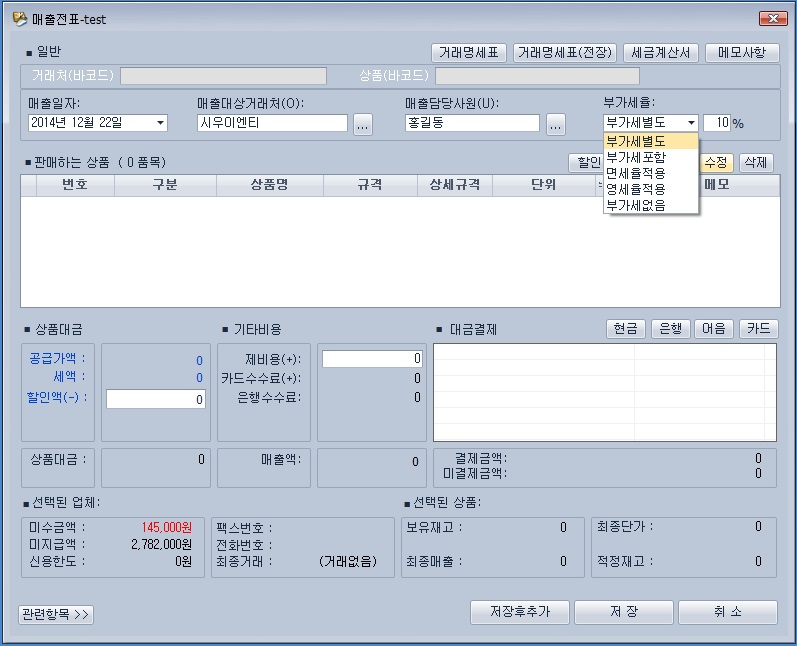 매출전표-test
■ 일반
거래명세표 거래명세표(전장) 세금계산서 메모사항
거래처(바코드) 상품(바코드)
매출일자: 매출대상거래처(O): 매출담당사원(U): 부가세율:
2014년 12월 22일 시우이엔티 ... 홍길동 ... 부가세별도 10 %
부가세별도
부가세포함
면세율적용
영세율적용
부가세없음
■ 판매하는 상품 ( 0 품목)
할인 수정 삭제
번호 구분 상품명 규격 상세규격 단위 메모
■ 상품대금 ■ 기타비용 ■ 대금결제
현금 은행 어음 카드
공급가액 : 0 제비용(+): 0
세액 : 0 카드수수료(+): 0
할인액(-) : 0 은행수수료: 0
상품대금 : 0 매출액: 0 결제금액: 0
미결제금액: 0
■ 선택된 업체: ■ 선택된 상품:
미수금액 : 145,000원 팩스번호 : 보유재고 : 0 최종단가 : 0
미지급액 : 2,782,000원 전화번호 :
신용한도 : 0원 최종거래 : (거래없음) 최종매출 : 0 적정재고 : 0
관련항목 >> 저장후추가 저 장 취 소